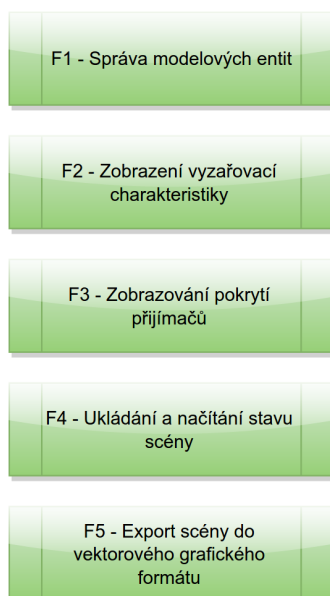 F1 - Správa modelových entit
F2 - Zobrazení vyzařovací
charakteristiky
F3 - Zobrazování pokrytí
přijímačů
F4 - Ukládání a načítání stavu
scény
F5 - Export scény do
vektorového grafického
formátu